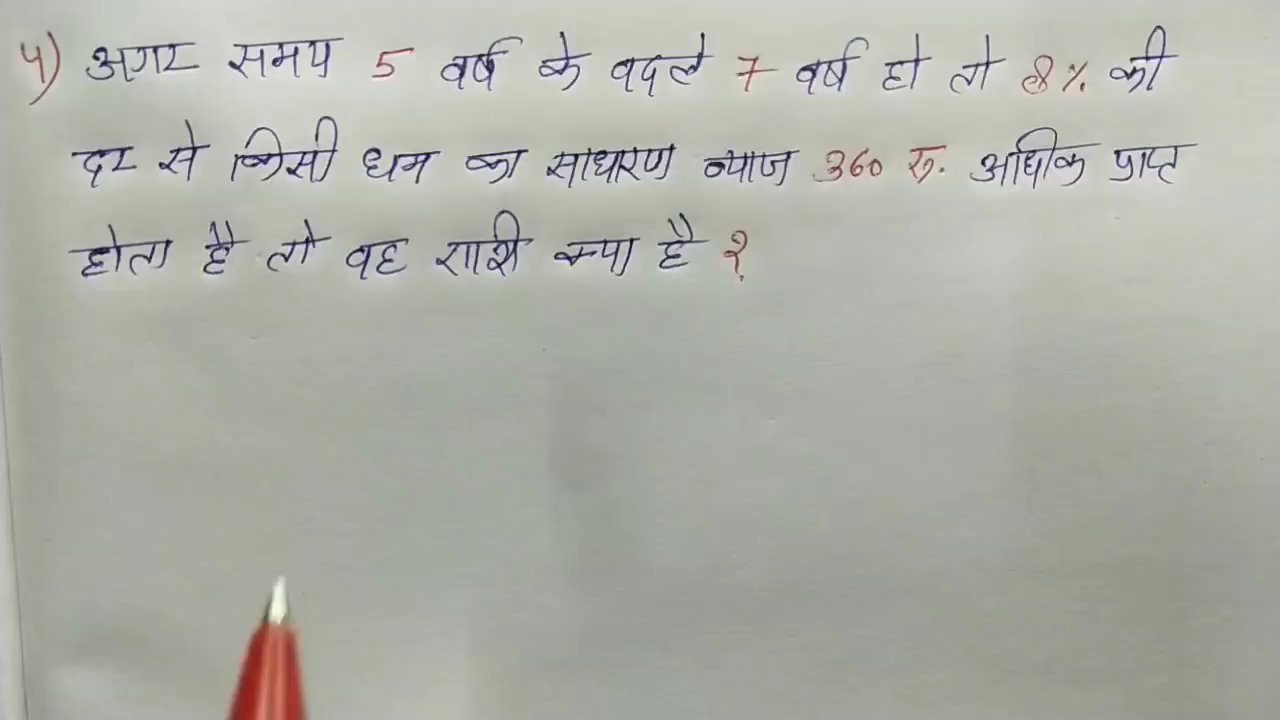 4) अगर समय 5 वर्ष के बदले 7 वर्ष हो तो 8% की
दर से किसी धन का साधारण ब्याज 360 रू. अधिक प्राप्त
होता है तो वह राशि क्या है ?